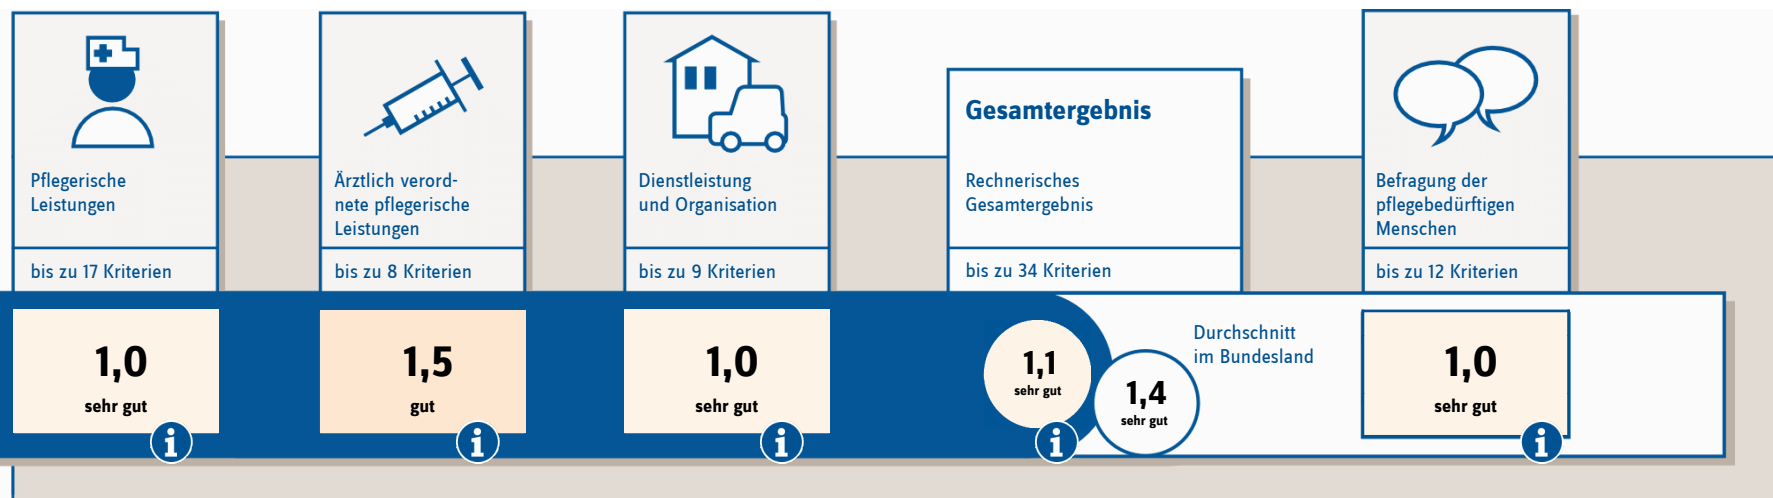 Pflegerische
Leistungen
bis zu 17 Kriterien
1,0
sehr gut
i
Ärztlich verord-
nete pflegerische
Leistungen
bis zu 8 Kriterien
1,5
gut
i
Dienstleistung
und Organisation
bis zu 9 Kriterien
1,0
sehr gut
i
Gesamtergebnis
Rechnerisches
Gesamtergebnis
bis zu 34 Kriterien
1,1
sehr gut
i
1,4
sehr gut
Durchschnitt
im Bundesland
Befragung der
pflegebedürftigen
Menschen
bis zu 12 Kriterien
1,0
sehr gut
i